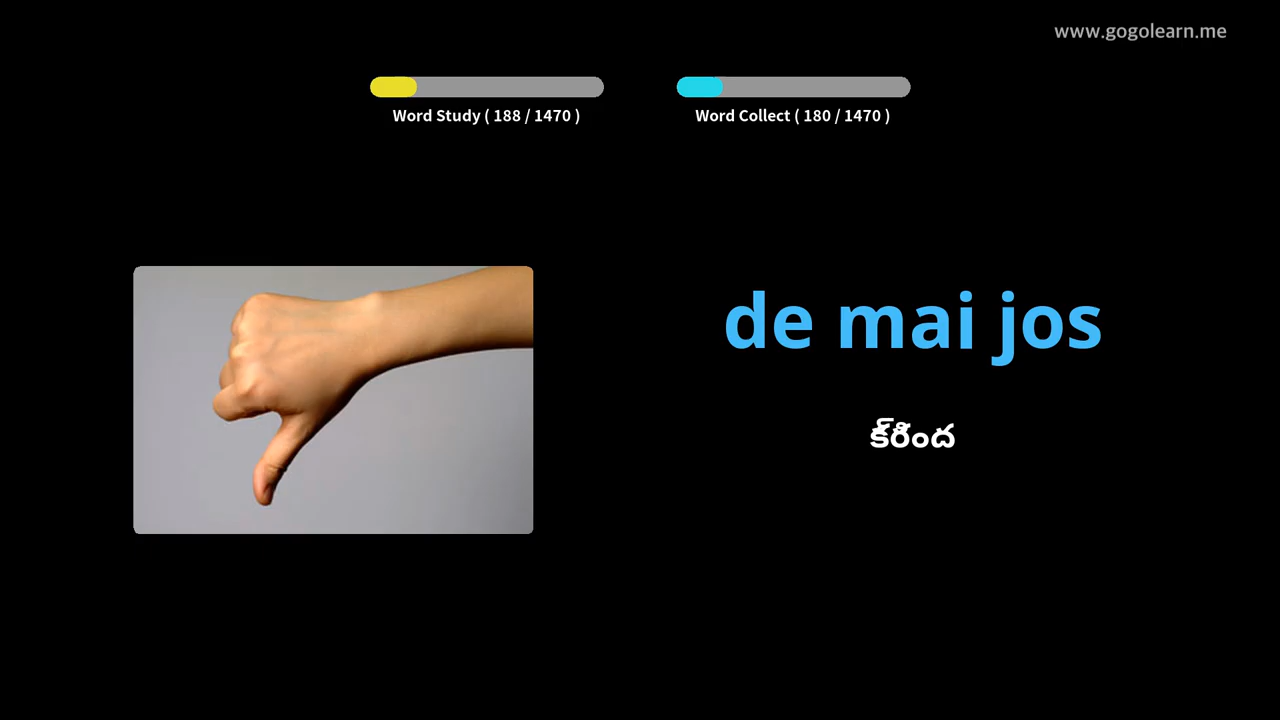 www.gogolearn.me
Word Study ( 188 / 1470 )
Word Collect ( 180 / 1470 )
de mai jos
క్రింద